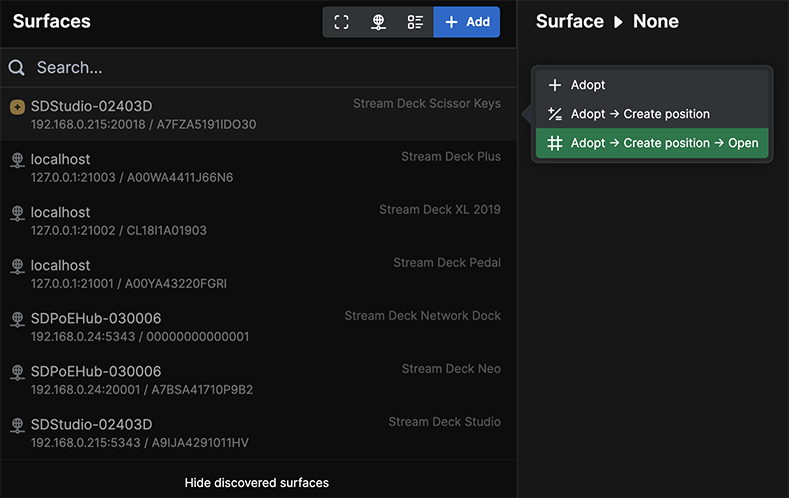 Surfaces
Add
Search...
SDStudio-02403D
Stream Deck Scissor Keys
192.168.0.215:20018 / A7FZA5191IDO30
localhost
Stream Deck Plus
127.0.0.1:21003 / A00WA4411J66N6
localhost
Stream Deck XL 2019
127.0.0.1:21002 / CL18I1A01903
localhost
Stream Deck Pedal
127.0.0.1:21001 / A00YA43220FGRI
SDPoEHub-030006
Stream Deck Network Dock
192.168.0.24:5343 / 00000000000001
SDPoEHub-030006
Stream Deck Neo
192.168.0.24:20001 / A7BSA41710P9B2
SDStudio-02403D
Stream Deck Studio
192.168.0.215:5343 / A9IJA4291011HV
Hide discovered surfaces
Surface ▸ None
Adopt
Adopt → Create position
Adopt → Create position → Open